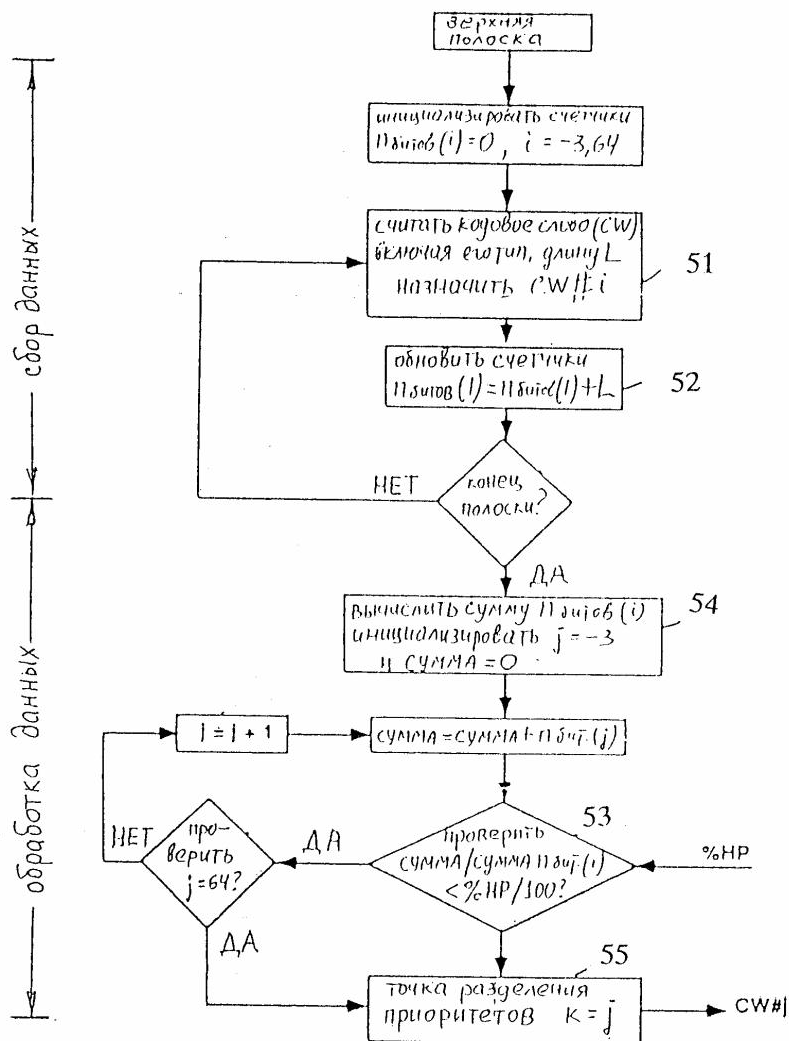 верхняя
полоска
инициализировать счетчики
nбитов(i)=0, i=-3,64
считать кодовое слово(CW)
включая его тип, длину L
назначить CW#i
51
обновить счетчики
nбитов(i)=nбитов(i)+L
52
сбор данных
НЕТ
конец
полоски?
ДА
вычислить сумму nбитов(i)
инициализировать j=-3
и СУММА=0
54
j = j + 1
СУММА=СУММА+nбит.(j)
обработка данных
НЕТ
про-
верить
j=64?
ДА
53
проверить
СУММА/СУММА nбит.(i)
<%HP/100?
%HP
ДА
55
точка разделения
приоритетов K=j
CW#j